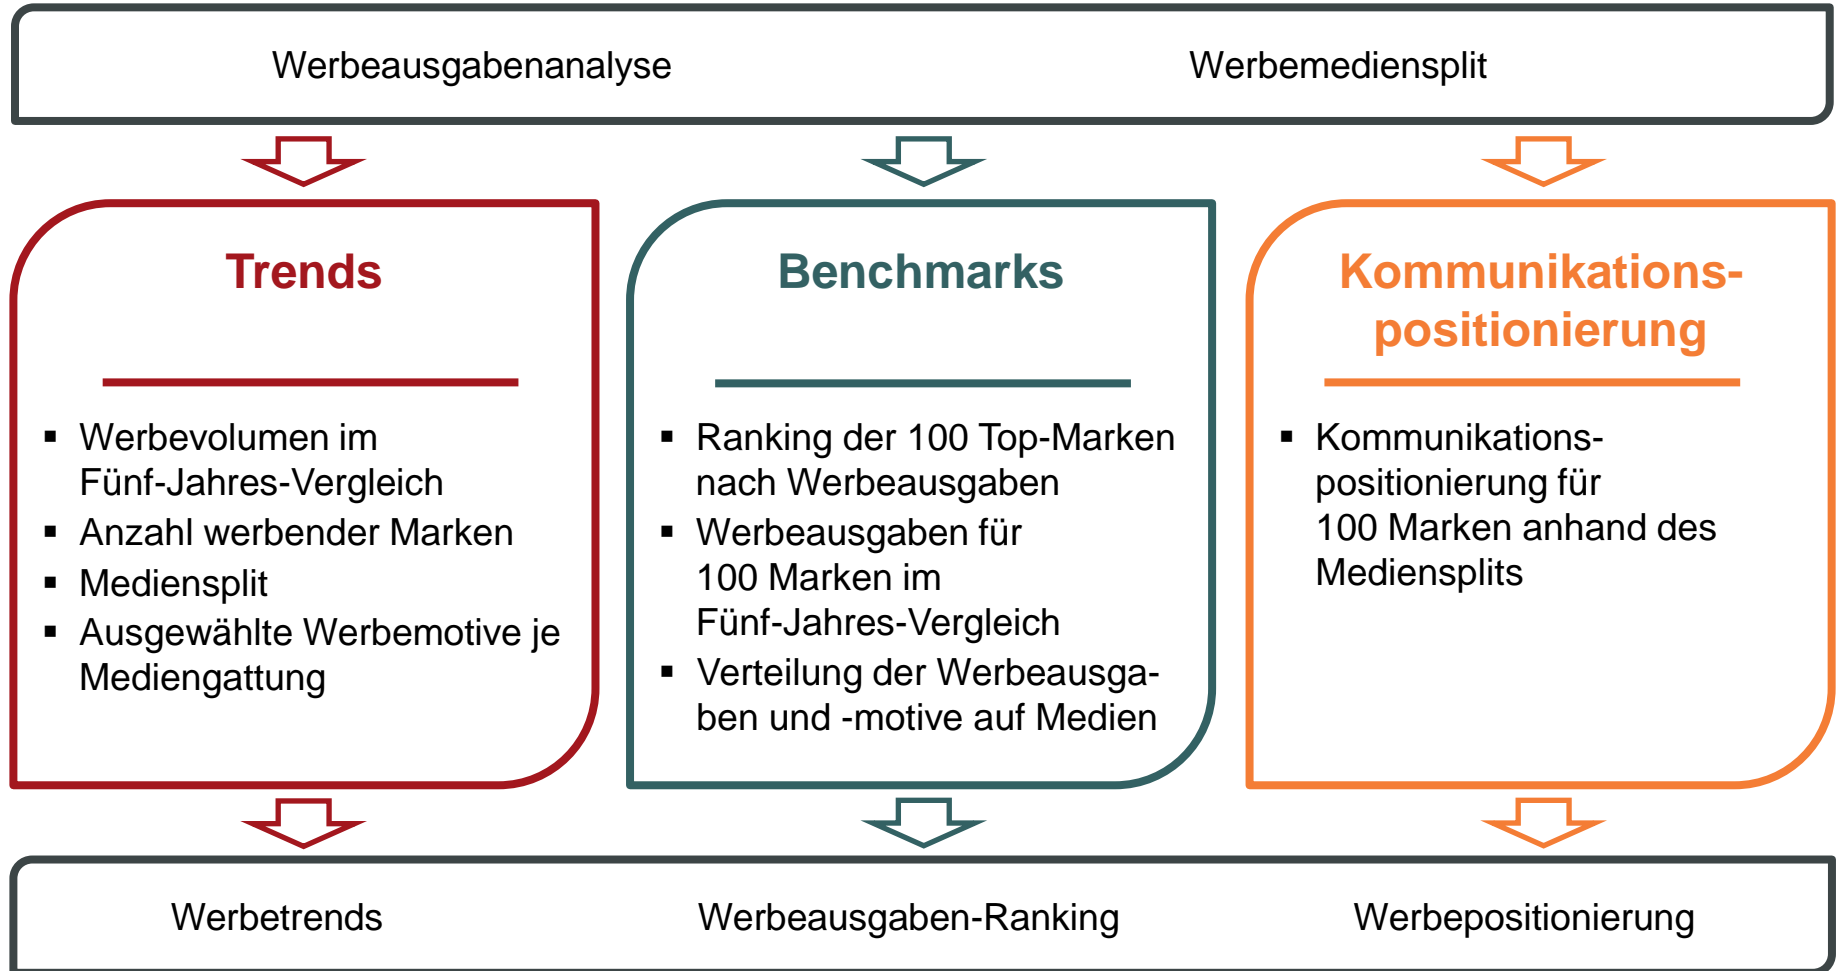 Werbeausgabenanalyse
Werbemediensplit
Trends
▪ Werbevolumen im
Fünf-Jahres-Vergleich
▪ Anzahl werbender Marken
▪ Mediensplit
▪ Ausgewählte Werbemotive je
Mediengattung
Benchmarks
▪ Ranking der 100 Top-Marken
nach Werbeausgaben
▪ Werbeausgaben für
100 Marken im
Fünf-Jahres-Vergleich
▪ Verteilung der Werbeausga-
ben und -motive auf Medien
Kommunikations-
positionierung
▪ Kommunikations-
positionierung für
100 Marken anhand des
Mediensplits
Werbetrends
Werbeausgaben-Ranking
Werbepositionierung